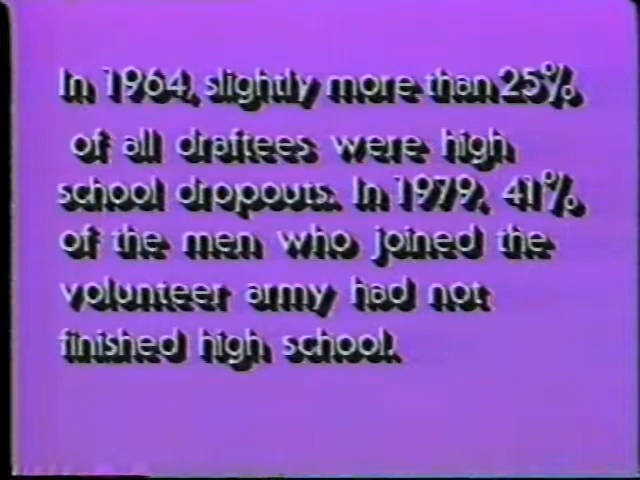 In 1964, slightly more than 25%
of all draftees were high
school dropouts. In 1979, 41%
of the men who joined the
volunteer army had not
finished high school.